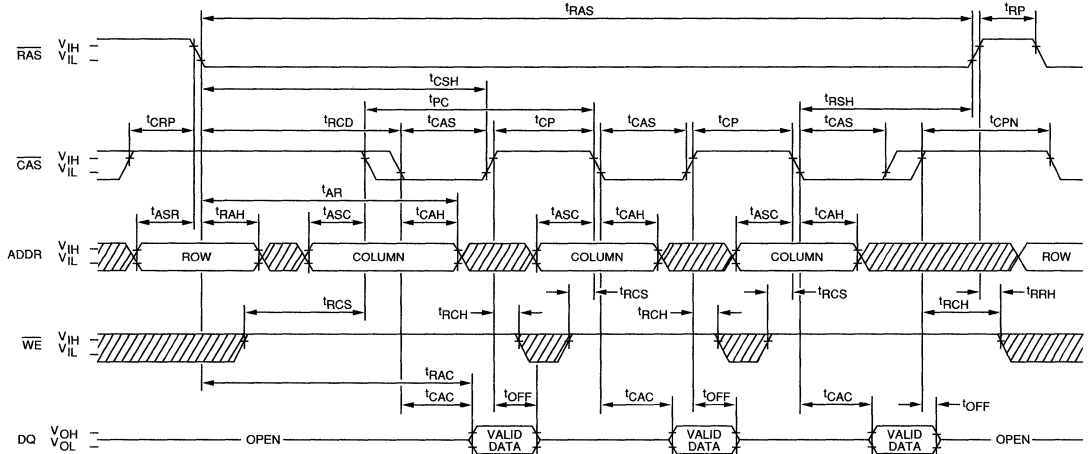 tRAS
tRP
RAS VIH
VIL
tCSH
tPC
tRSH
tCRP
tRCD
tCAS
tCP
tCAS
tCP
tCAS
tCPN
CAS VIH
VIL
tAR
tASR
tRAH
tASC
tCAH
tASC
tCAH
tASC
tCAH
ADDR VIH
VIL
ROW
COLUMN
COLUMN
COLUMN
ROW
tRCS
tRCH
tRCS
tRCH
tRCS
tRCH
tRRH
WE VIH
VIL
tRAC
tCAC
tOFF
tCAC
tOFF
tCAC
tOFF
DQ VOH
VOL
OPEN
VALID DATA
VALID DATA
VALID DATA
OPEN